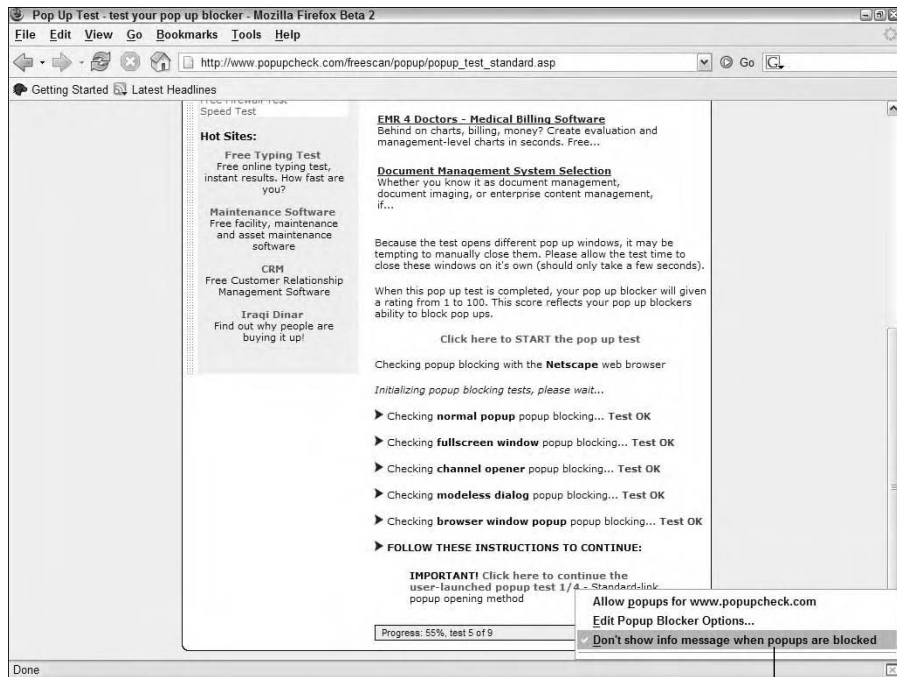 Pop Up Test - test your pop up blocker - Mozilla Firefox Beta 2
File Edit View Go Bookmarks Tools Help
http://www.popupcheck.com/freescan/popup/popup_test_standard.asp
Go
G
Getting Started Latest Headlines
Free Firewall Test
Speed Test
Hot Sites:
Free Typing Test
Free online typing test,
instant results. How fast are
you?
Maintenance Software
Free facility, maintenance
and asset maintenance
software
CRM
Free Customer Relationship
Management Software
Iraqi Dinar
Find out why people are
buying it up!
EMR 4 Doctors - Medical Billing Software
Behind on charts, billing, money? Create evaluation and
management-level charts in seconds. Free...
Document Management System Selection
Whether you know it as document management,
document imaging, or enterprise content management,
if...
Because the test opens different pop up windows, it may be
tempting to manually close them. Please allow the test time to
close these windows on it's own (should only take a few seconds).
When this pop up test is completed, your pop up blocker will given
a rating from 1 to 100. This score reflects your pop up blockers
ability to block pop ups.
Click here to START the pop up test
Checking popup blocking with the Netscape web browser
Initializing popup blocking tests, please wait...
Checking normal popup popup blocking... Test OK
Checking fullscreen window popup blocking... Test OK
Checking channel opener popup blocking... Test OK
Checking modeless dialog popup blocking... Test OK
Checking browser window popup popup blocking... Test OK
FOLLOW THESE INSTRUCTIONS TO CONTINUE:
IMPORTANT! Click here to continue the
user-launched popup test 1/4 - Standard-link
popup opening method
Progress: 55%, test 5 of 9
Allow popups for www.popupcheck.com
Edit Popup Blocker Options...
Don't show info message when popups are blocked
Done